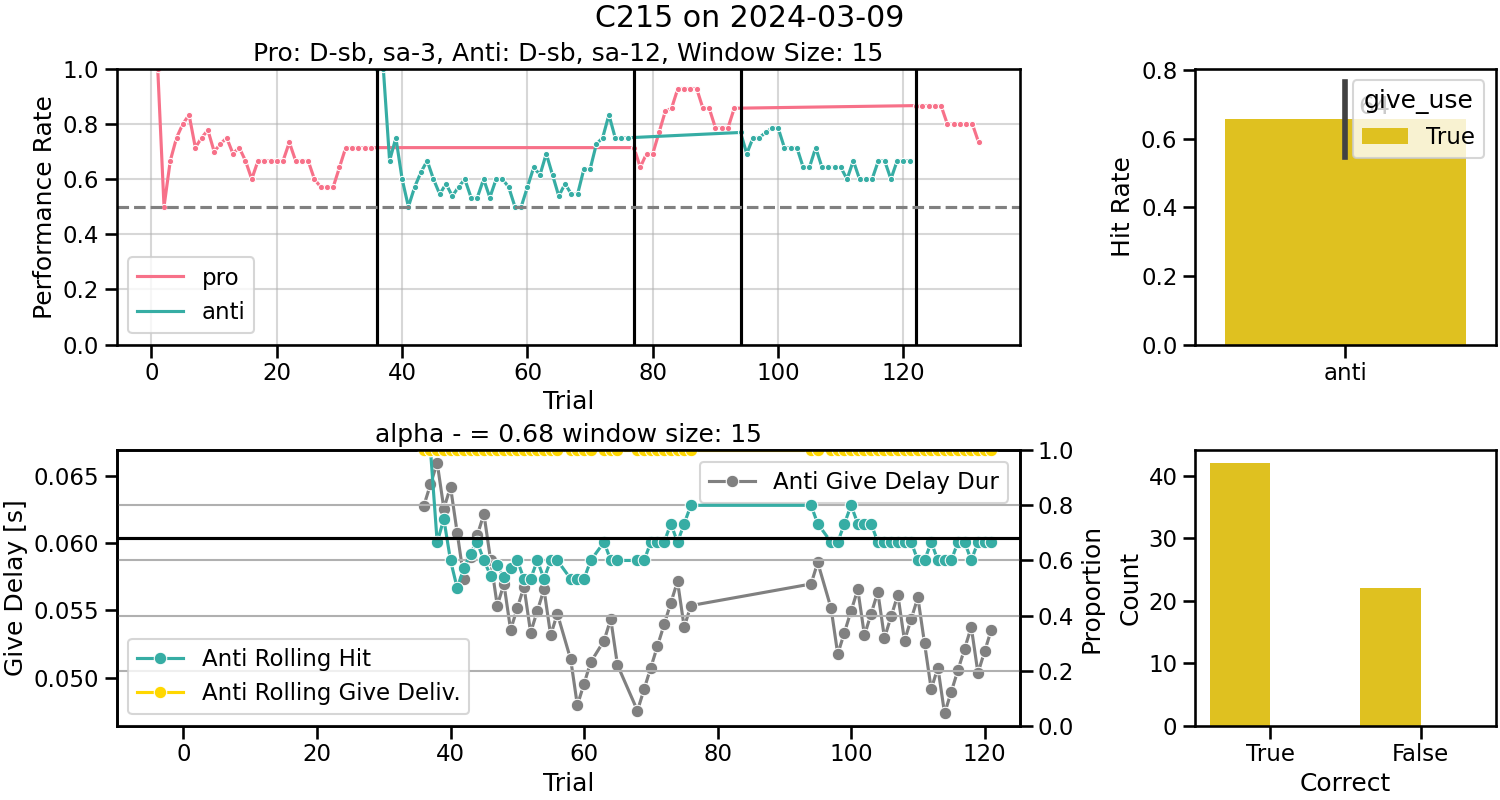 C215 on 2024-03-09
Pro: D-sb, sa-3, Anti: D-sb, sa-12, Window Size: 15
Performance Rate
1.0
0.8
0.6
0.4
0.2
0.0
pro
anti
0 20 40 60 80 100 120
Trial
Hit Rate
0.8
0.6
0.4
0.2
0.0
give_use
True
anti
alpha - = 0.68 window size: 15
Give Delay [s]
0.065
0.060
0.055
0.050
Anti Give Delay Dur
Anti Rolling Hit
Anti Rolling Give Deliv.
1.0
0.8
0.6
0.4
0.2
0.0
Proportion
0 20 40 60 80 100 120
Trial
Count
40
30
20
10
0
True False
Correct